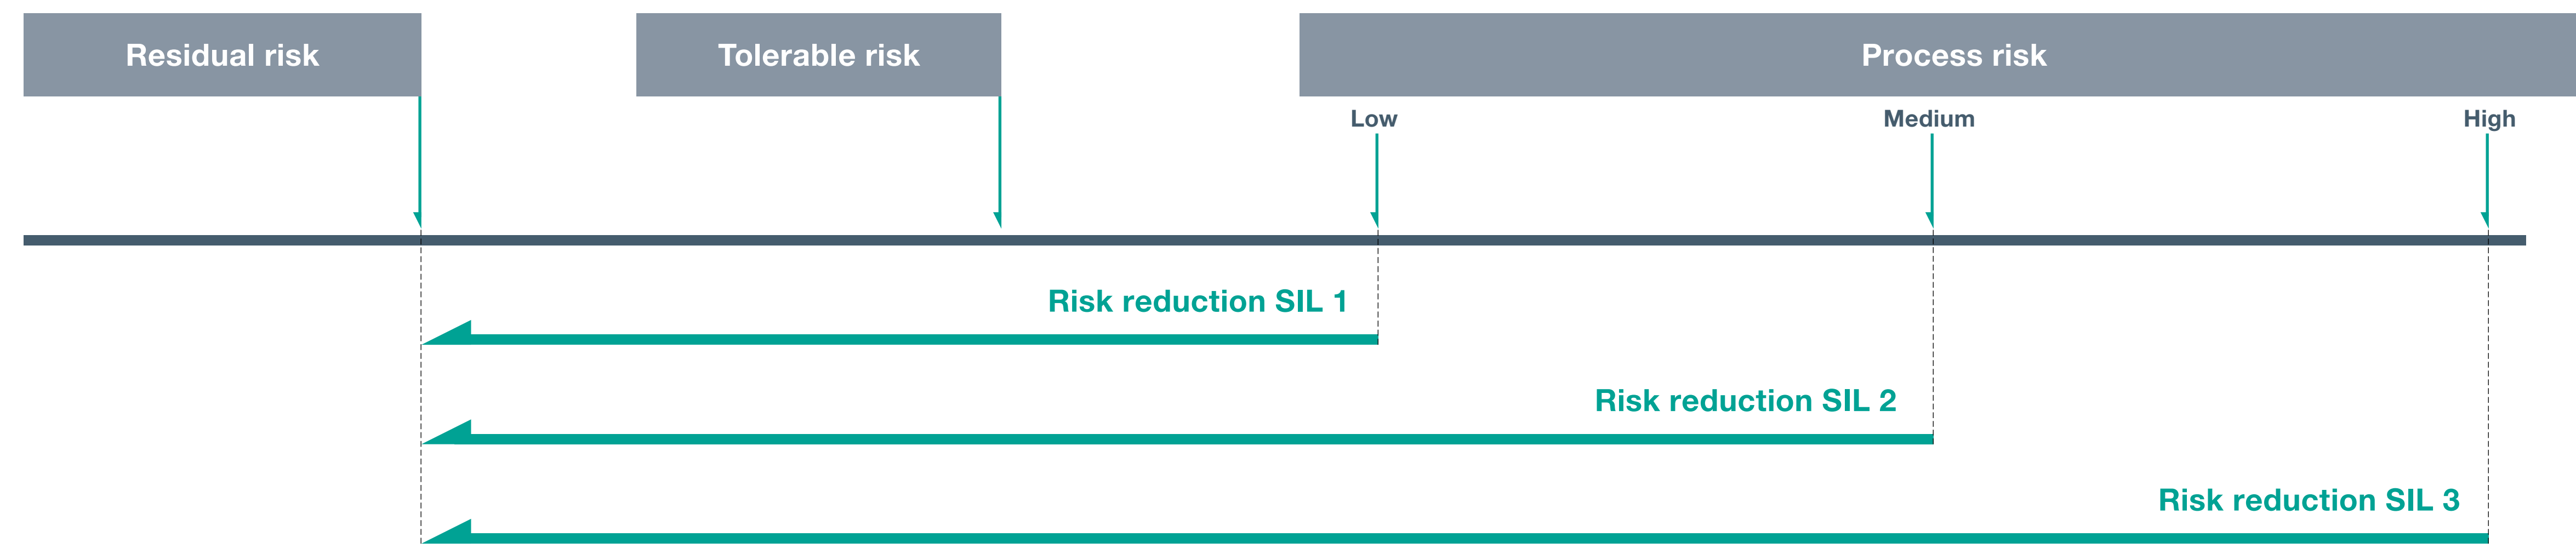 Residual risk
Tolerable risk
Process risk
Low
Medium
High
Risk reduction SIL 1
Risk reduction SIL 2
Risk reduction SIL 3